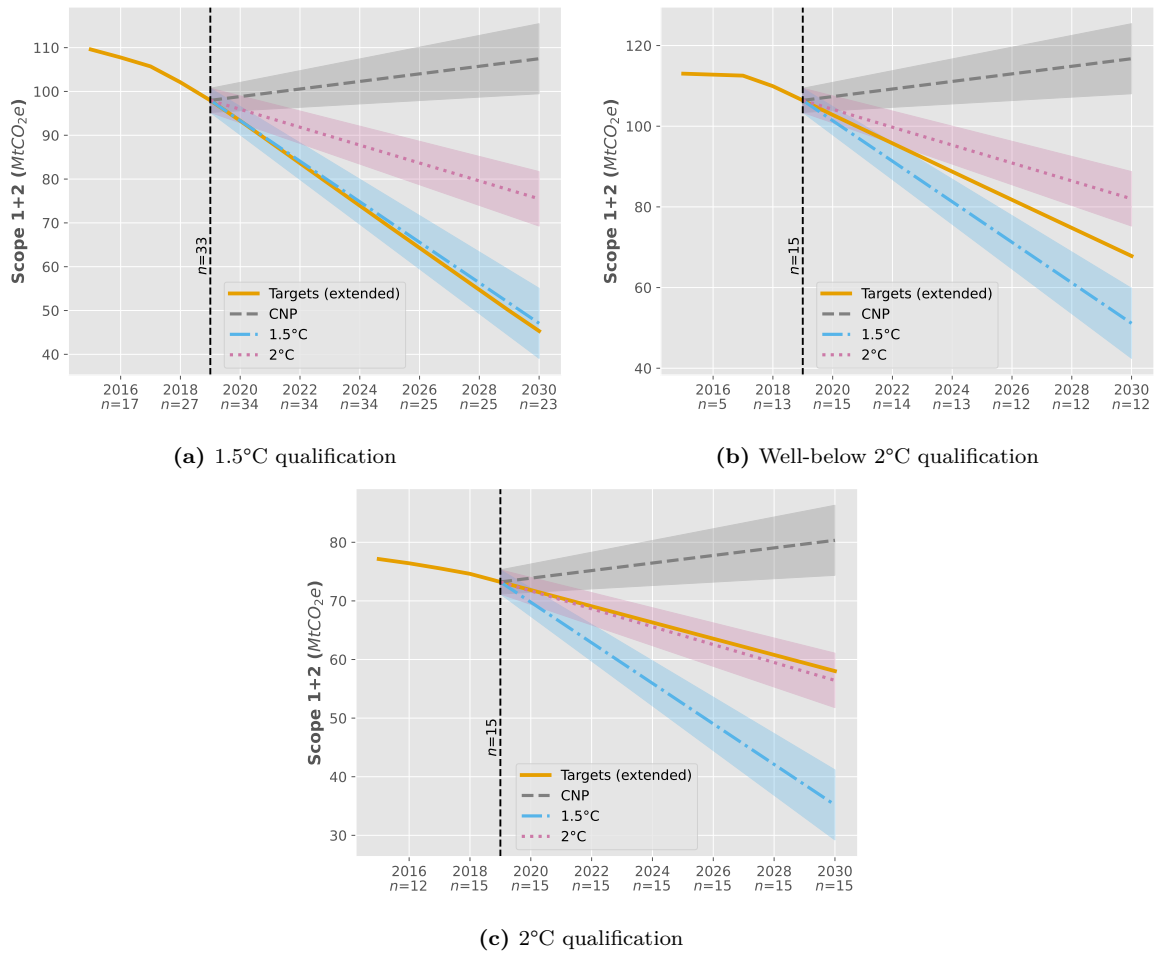 110
100
90
80
70
60
50
40
Scope 1+2 (MtCO₂e)
n=33
Targets (extended)
CNP
1.5°C
2°C
2016 2018 2020 2022 2024 2026 2028 2030
n=17 n=27 n=34 n=34 n=34 n=25 n=25 n=23
(a) 1.5°C qualification
120
100
80
60
40
Scope 1+2 (MtCO₂e)
n=15
Targets (extended)
CNP
1.5°C
2°C
2016 2018 2020 2022 2024 2026 2028 2030
n=5 n=13 n=15 n=14 n=13 n=12 n=12 n=12
(b) Well-below 2°C qualification
80
70
60
50
40
30
Scope 1+2 (MtCO₂e)
n=15
Targets (extended)
CNP
1.5°C
2°C
2016 2018 2020 2022 2024 2026 2028 2030
n=12 n=15 n=15 n=15 n=15 n=15 n=15 n=15
(c) 2°C qualification